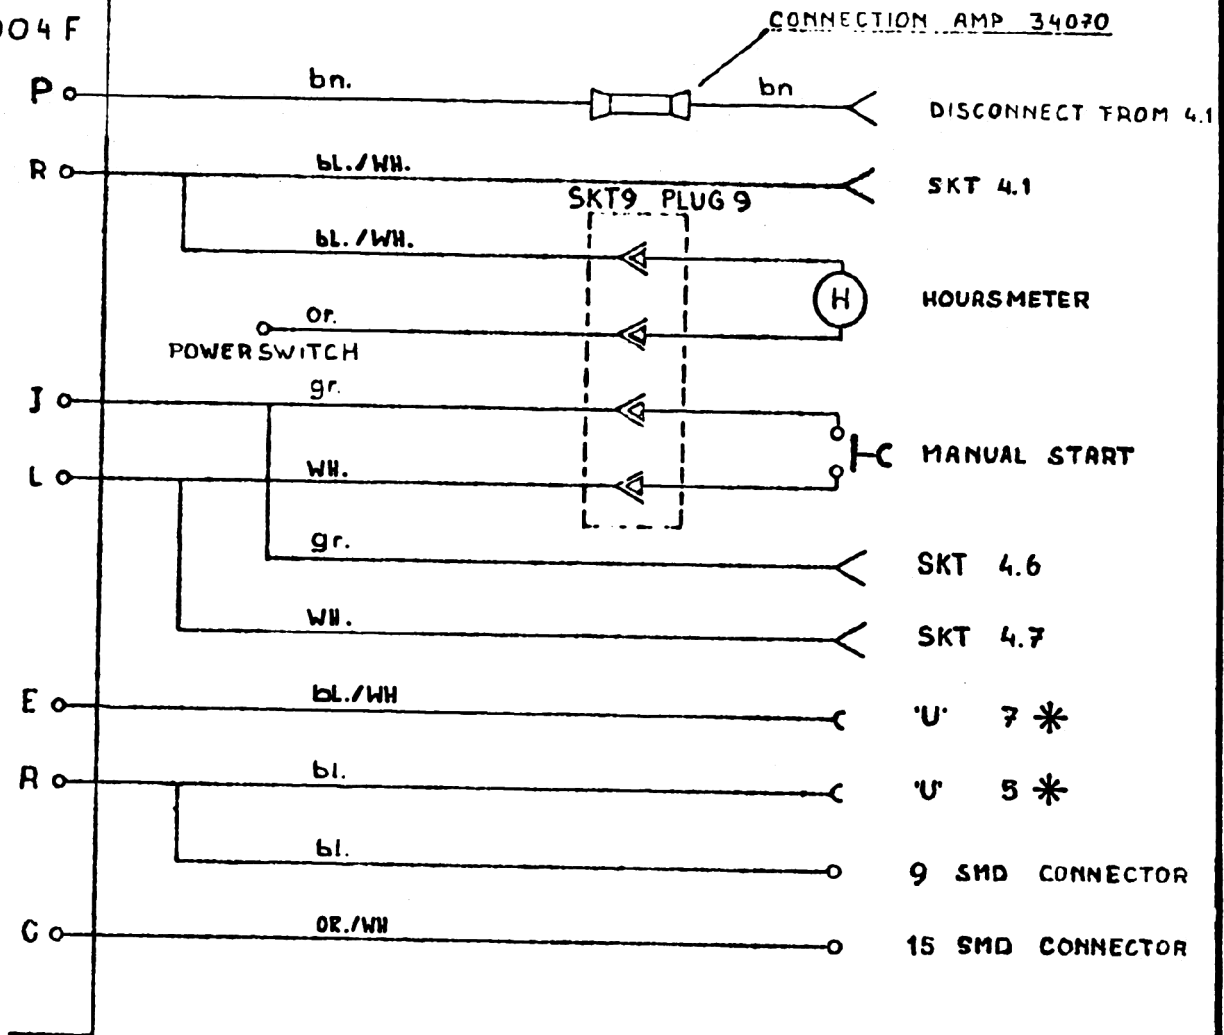 CONNECTION AMP 34070
004F
P bn. bn DISCONNECT FROM 4.1
R bL./WH. SKT 4.1
SKT9 PLUG9
bL./WH.
H HOURSMETER
or.
POWERSWITCH
J gr.
MANUAL START
L WH.
gr. SKT 4.6
WH. SKT 4.7
E bL./WH 'U' 7 *
A bl. 'U' 5 *
bl. 9 SMD CONNECTOR
C OR./WH 15 SMD CONNECTOR